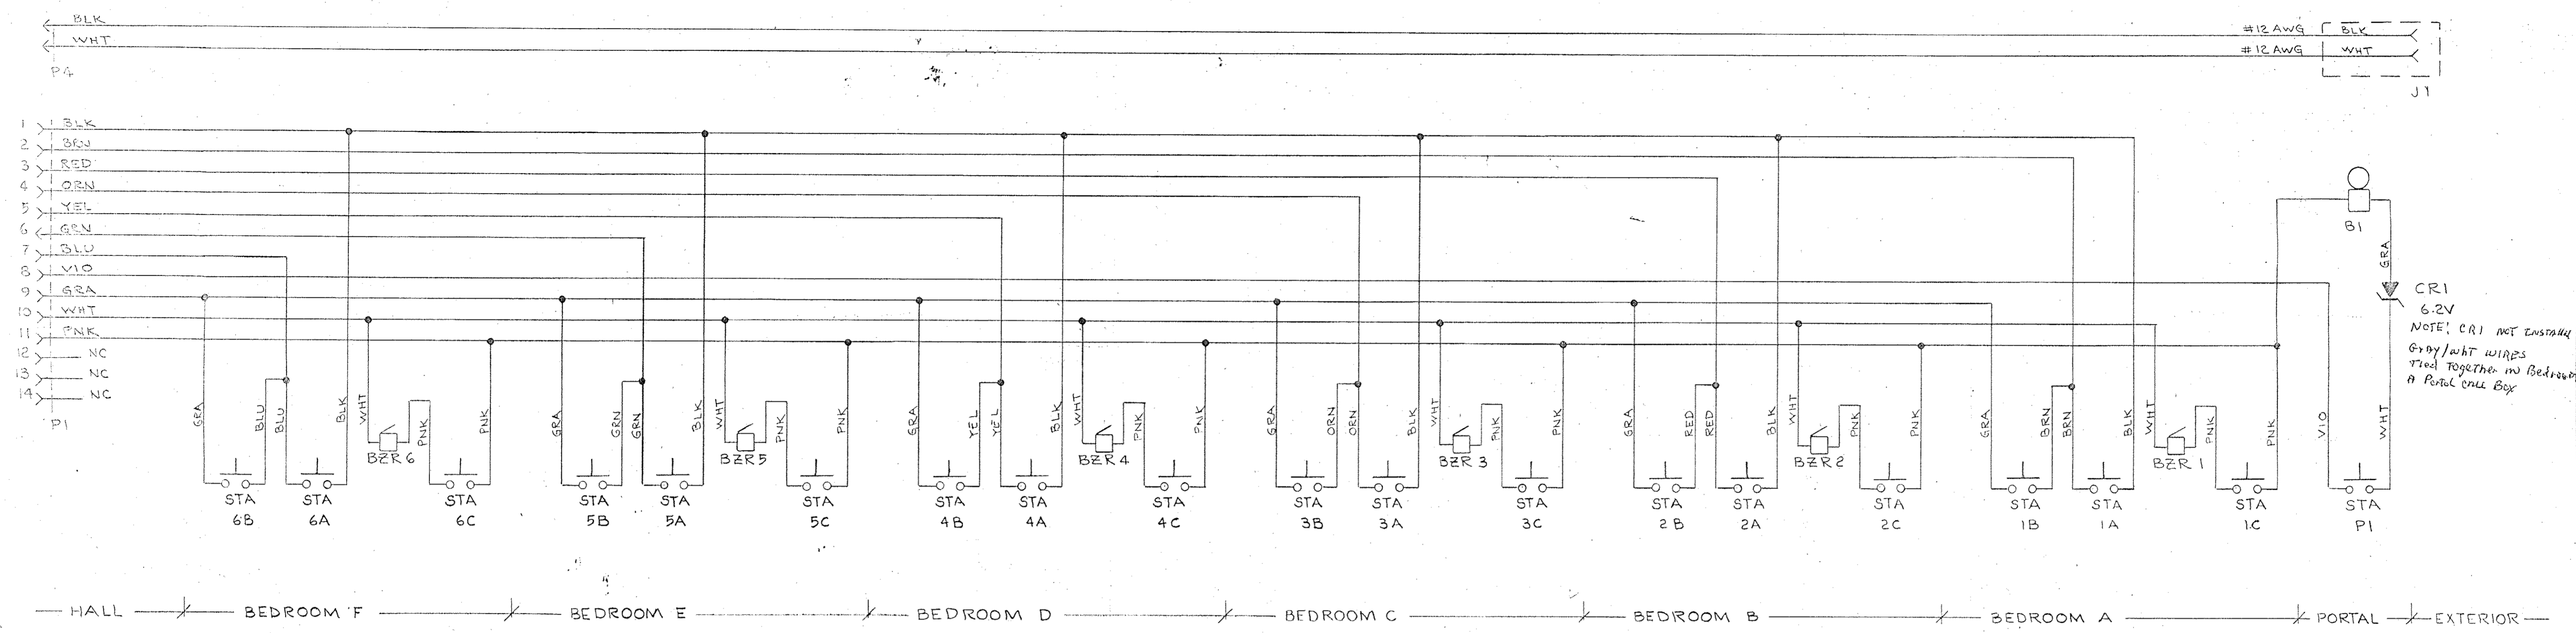 BLK
WHT
P4
#12 AWG BLK
#12 AWG WHT
J1
1 BLK
2 BRN
3 RED
4 ORN
5 YEL
6 GRN
7 BLU
8 VIO
9 GRA
10 WHT
11 PNK
12 NC
13 NC
14 NC
P1
B1
GRA
CR1
6.2V
NOTE! CR1 NOT
GrAy/whT WIRES
Tied Together in
A Portal CALL Box
GRA BLU BLU BLK WHT PNK PNK
GRA GRN GRN BLK WHT PNK PNK
GRA YEL YEL BLK WHT PNK PNK
GRA ORN ORN BLK WHT PNK PNK
GRA RED RED BLK WHT PNK PNK
GRA BRN BRN BLK WHT PNK PNK
VIO WHT
BZR 6 BZR 5 BZR 4 BZR 3 BZR 2 BZR 1
STA STA STA STA STA STA STA STA STA STA STA STA STA STA STA STA STA STA STA
6B 6A 6C 5B 5A 5C 4B 4A 4C 3B 3A 3C 2B 2A 2C 1B 1A 1C P1
HALL BEDROOM F BEDROOM E BEDROOM D BEDROOM C BEDROOM B BEDROOM A PORTAL EXTERIOR